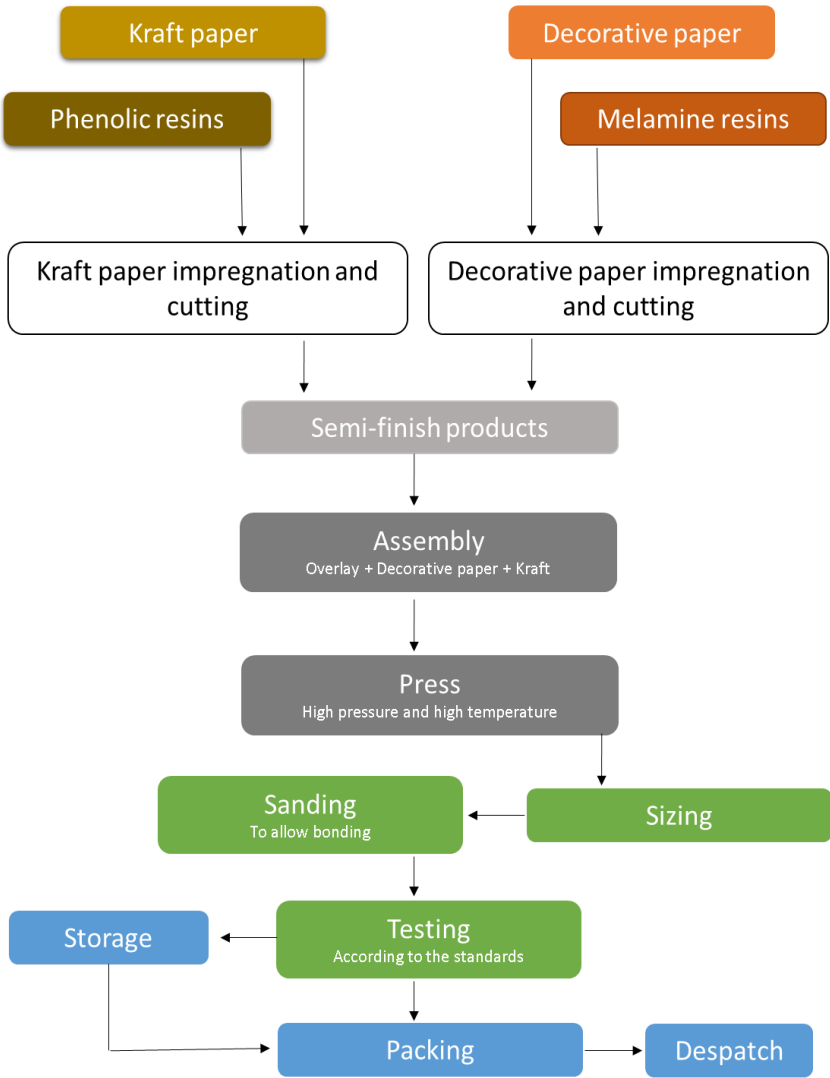 Kraft paper
Decorative paper
Phenolic resins
Melamine resins
Kraft paper impregnation and
cutting
Decorative paper impregnation
and cutting
Semi-finish products
Assembly
Overlay + Decorative paper + Kraft
Press
High pressure and high temperature
Sanding
To allow bonding
Sizing
Testing
According to the standards
Storage
Packing
Despatch